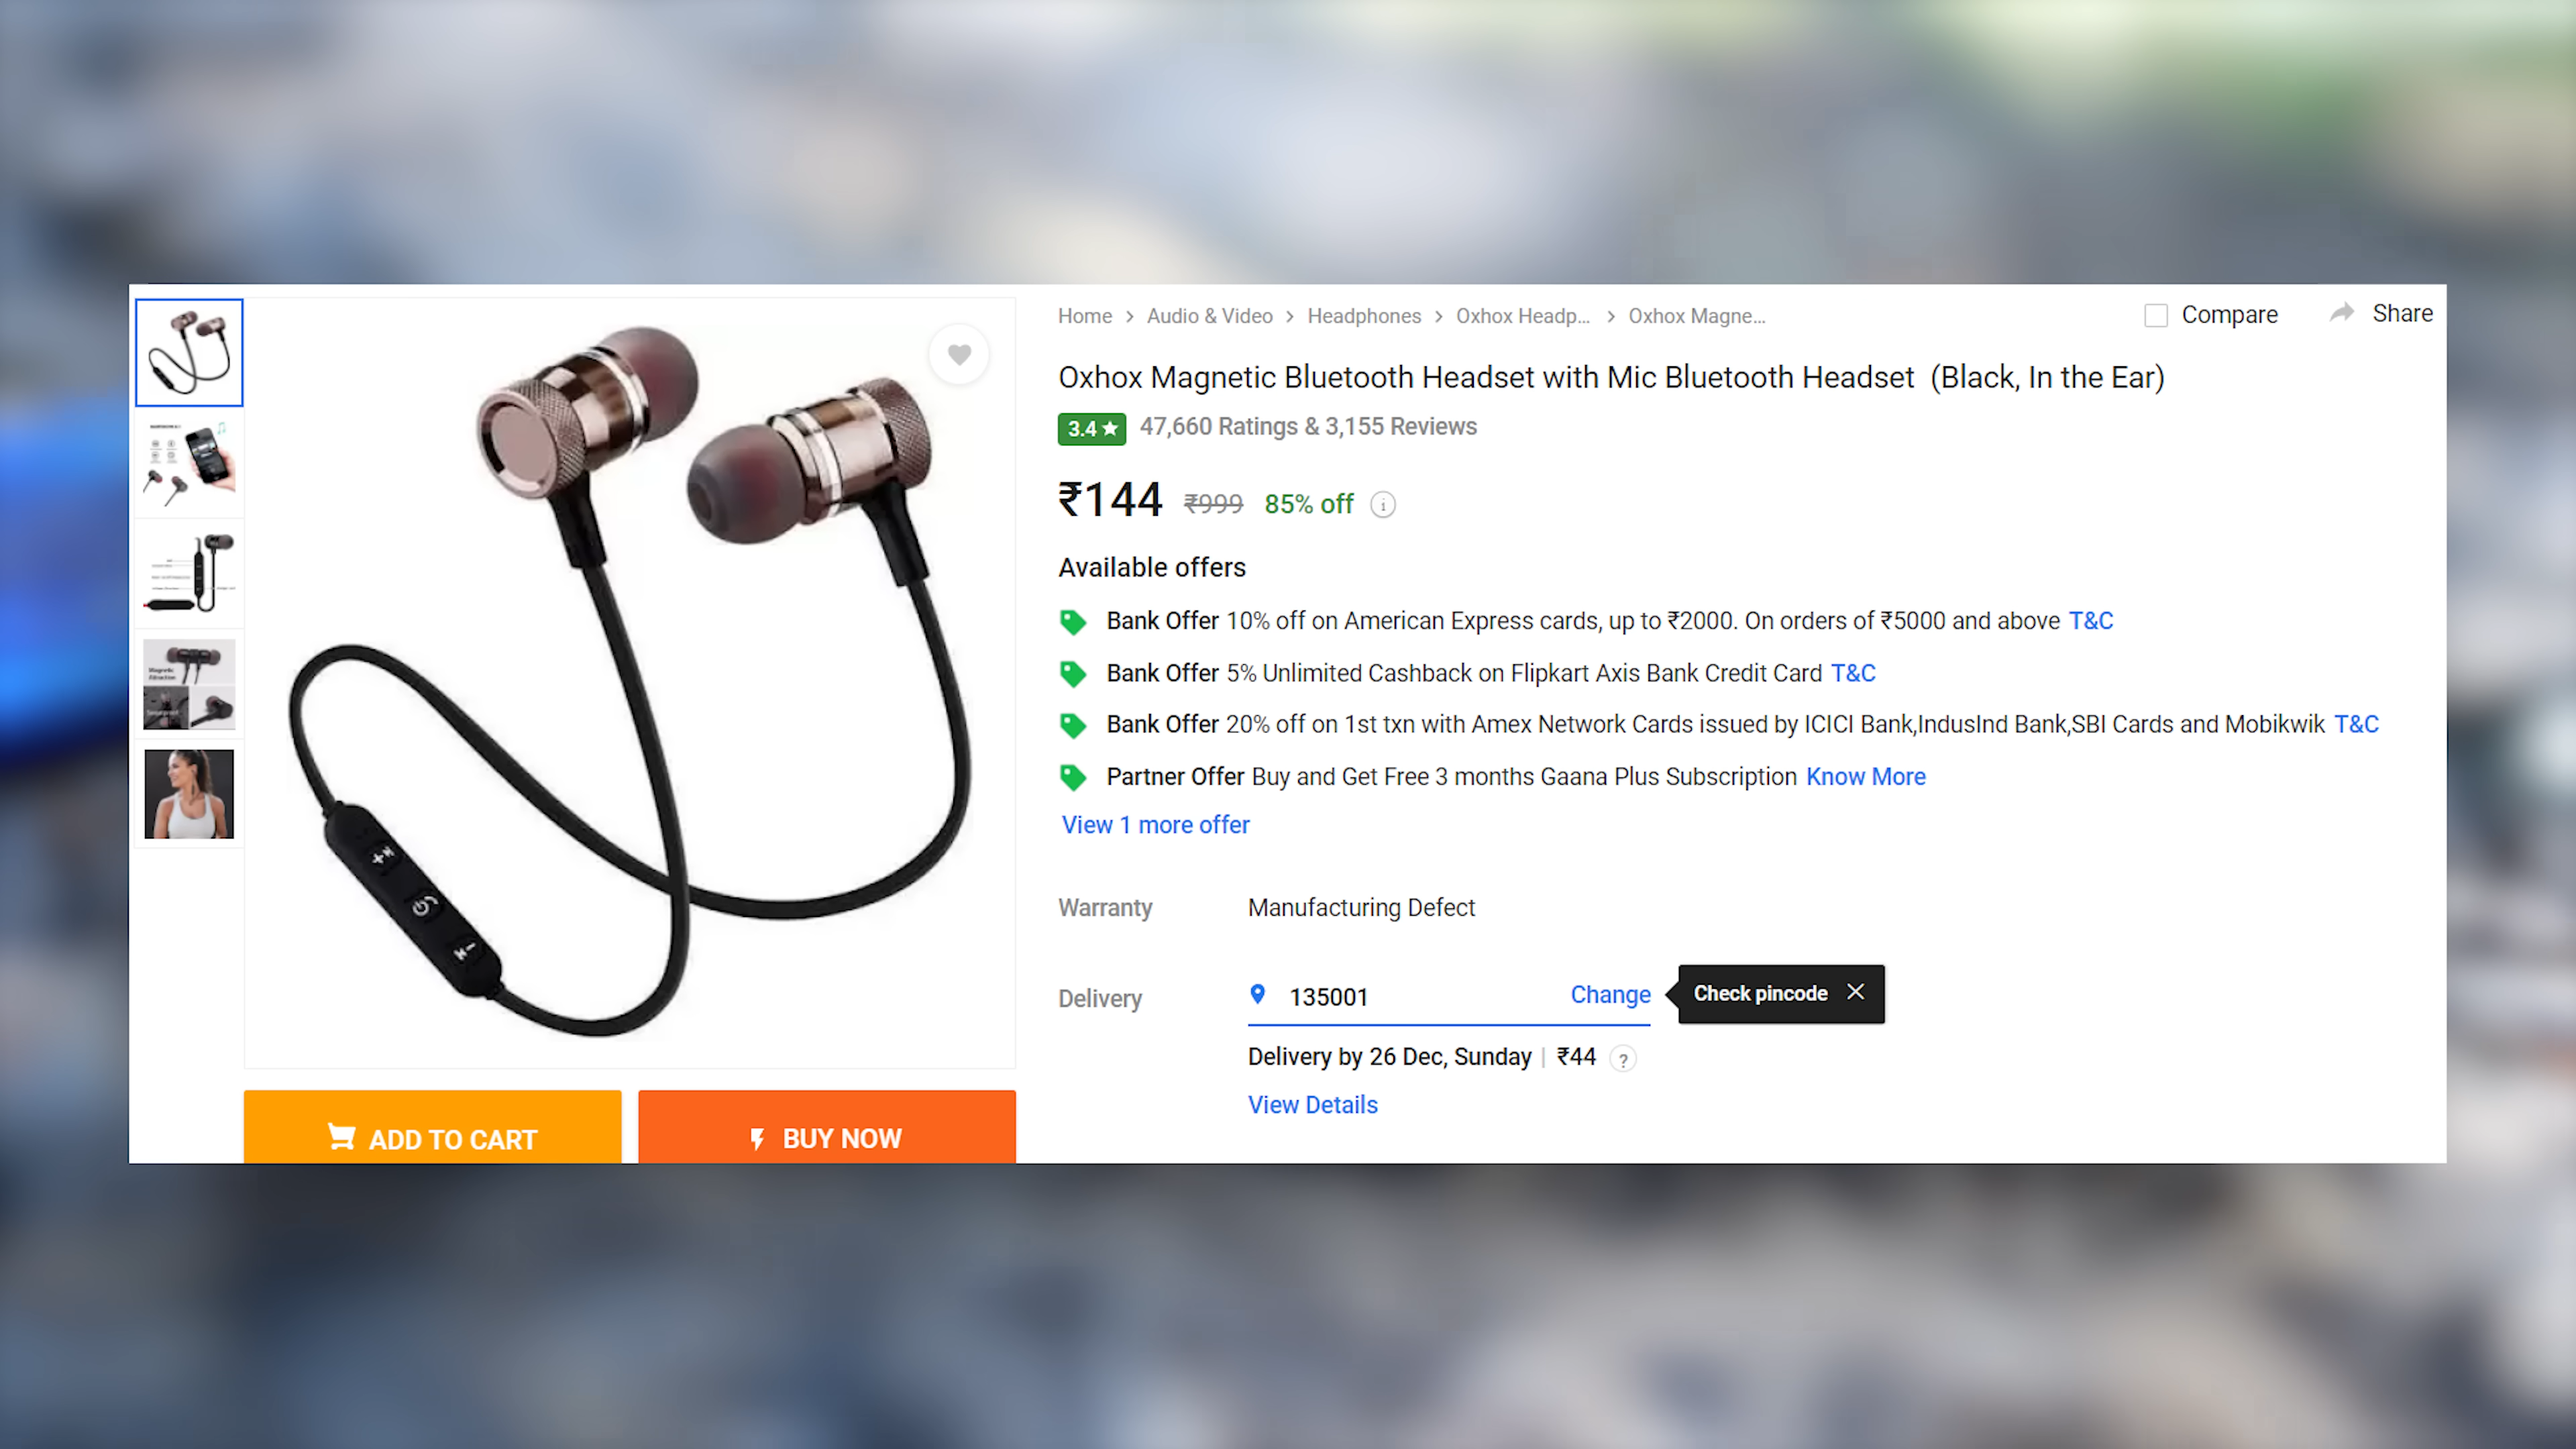 Home > Audio & Video > Headphones > Oxhox Headp... > Oxhox Magne...
Compare
Share
Oxhox Magnetic Bluetooth Headset with Mic Bluetooth Headset (Black, In the Ear)
3.4★ 47,660 Ratings & 3,155 Reviews
₹144 ₹999 85% off
Available offers
Bank Offer 10% off on American Express cards, up to ₹2000. On orders of ₹5000 and above T&C
Bank Offer 5% Unlimited Cashback on Flipkart Axis Bank Credit Card T&C
Bank Offer 20% off on 1st txn with Amex Network Cards issued by ICICI Bank,IndusInd Bank,SBI Cards and Mobikwik T&C
Partner Offer Buy and Get Free 3 months Gaana Plus Subscription Know More
View 1 more offer
Warranty Manufacturing Defect
Delivery 135001 Change Check pincode
Delivery by 26 Dec, Sunday | ₹44 ?
View Details
ADD TO CART
BUY NOW
Magnetic
Attraction